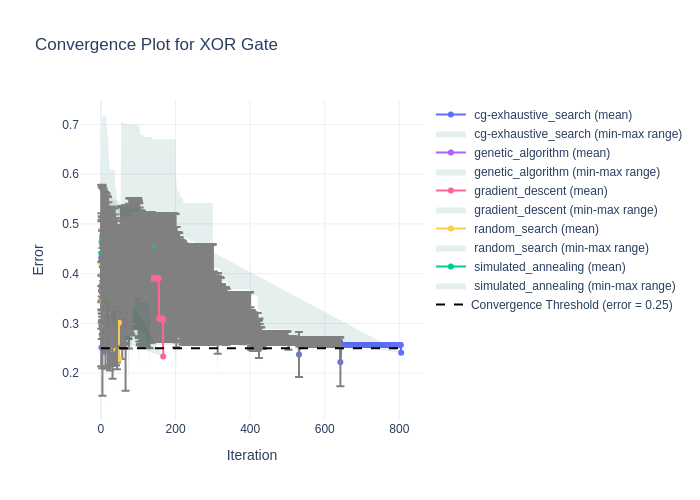 Convergence Plot for XOR Gate
0.7
0.6
0.5
0.4
0.3
0.2
Error
0
200
400
600
800
Iteration
cg-exhaustive_search (mean)
cg-exhaustive_search (min-max range)
genetic_algorithm (mean)
genetic_algorithm (min-max range)
gradient_descent (mean)
gradient_descent (min-max range)
random_search (mean)
random_search (min-max range)
simulated_annealing (mean)
simulated_annealing (min-max range)
Convergence Threshold (error = 0.25)